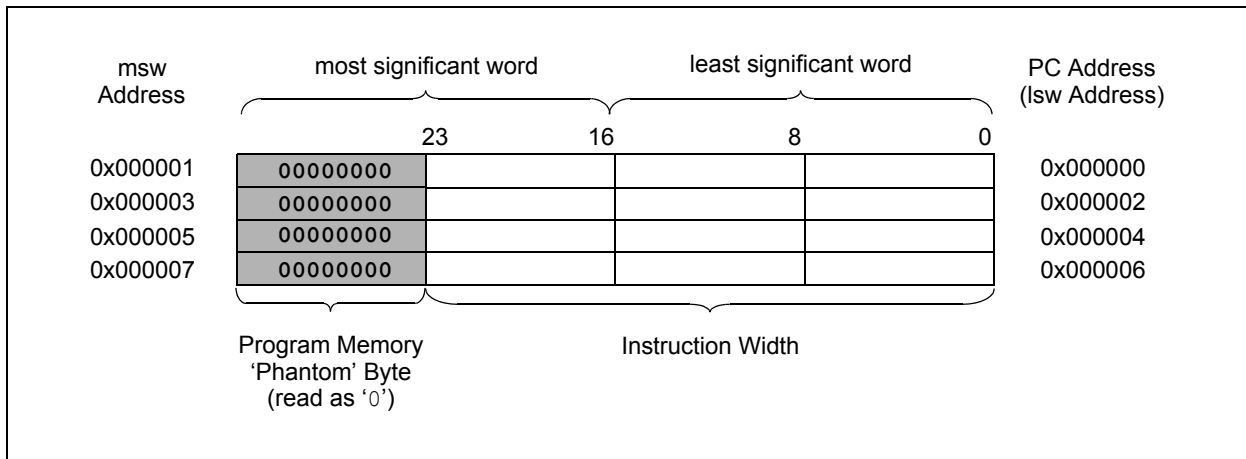 msw
Address
most significant word
least significant word
PC Address
(lsw Address)
23 16 8 0
0x000001 00000000 0x000000
0x000003 00000000 0x000002
0x000005 00000000 0x000004
0x000007 00000000 0x000006
Program Memory
‘Phantom’ Byte
(read as ‘0’)
Instruction Width